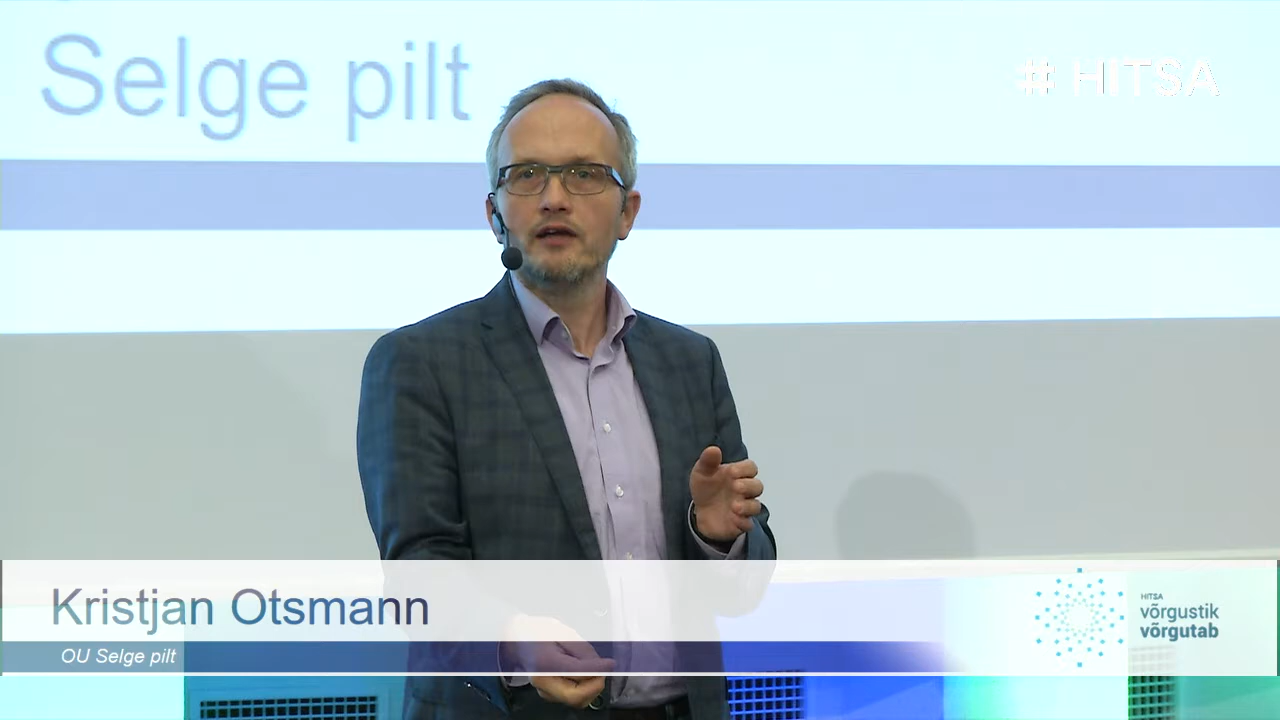 Selge pilt
# HITSA
Kristjan Otsmann
OU Selge pilt
HITSA
võrgustik
võrgutab